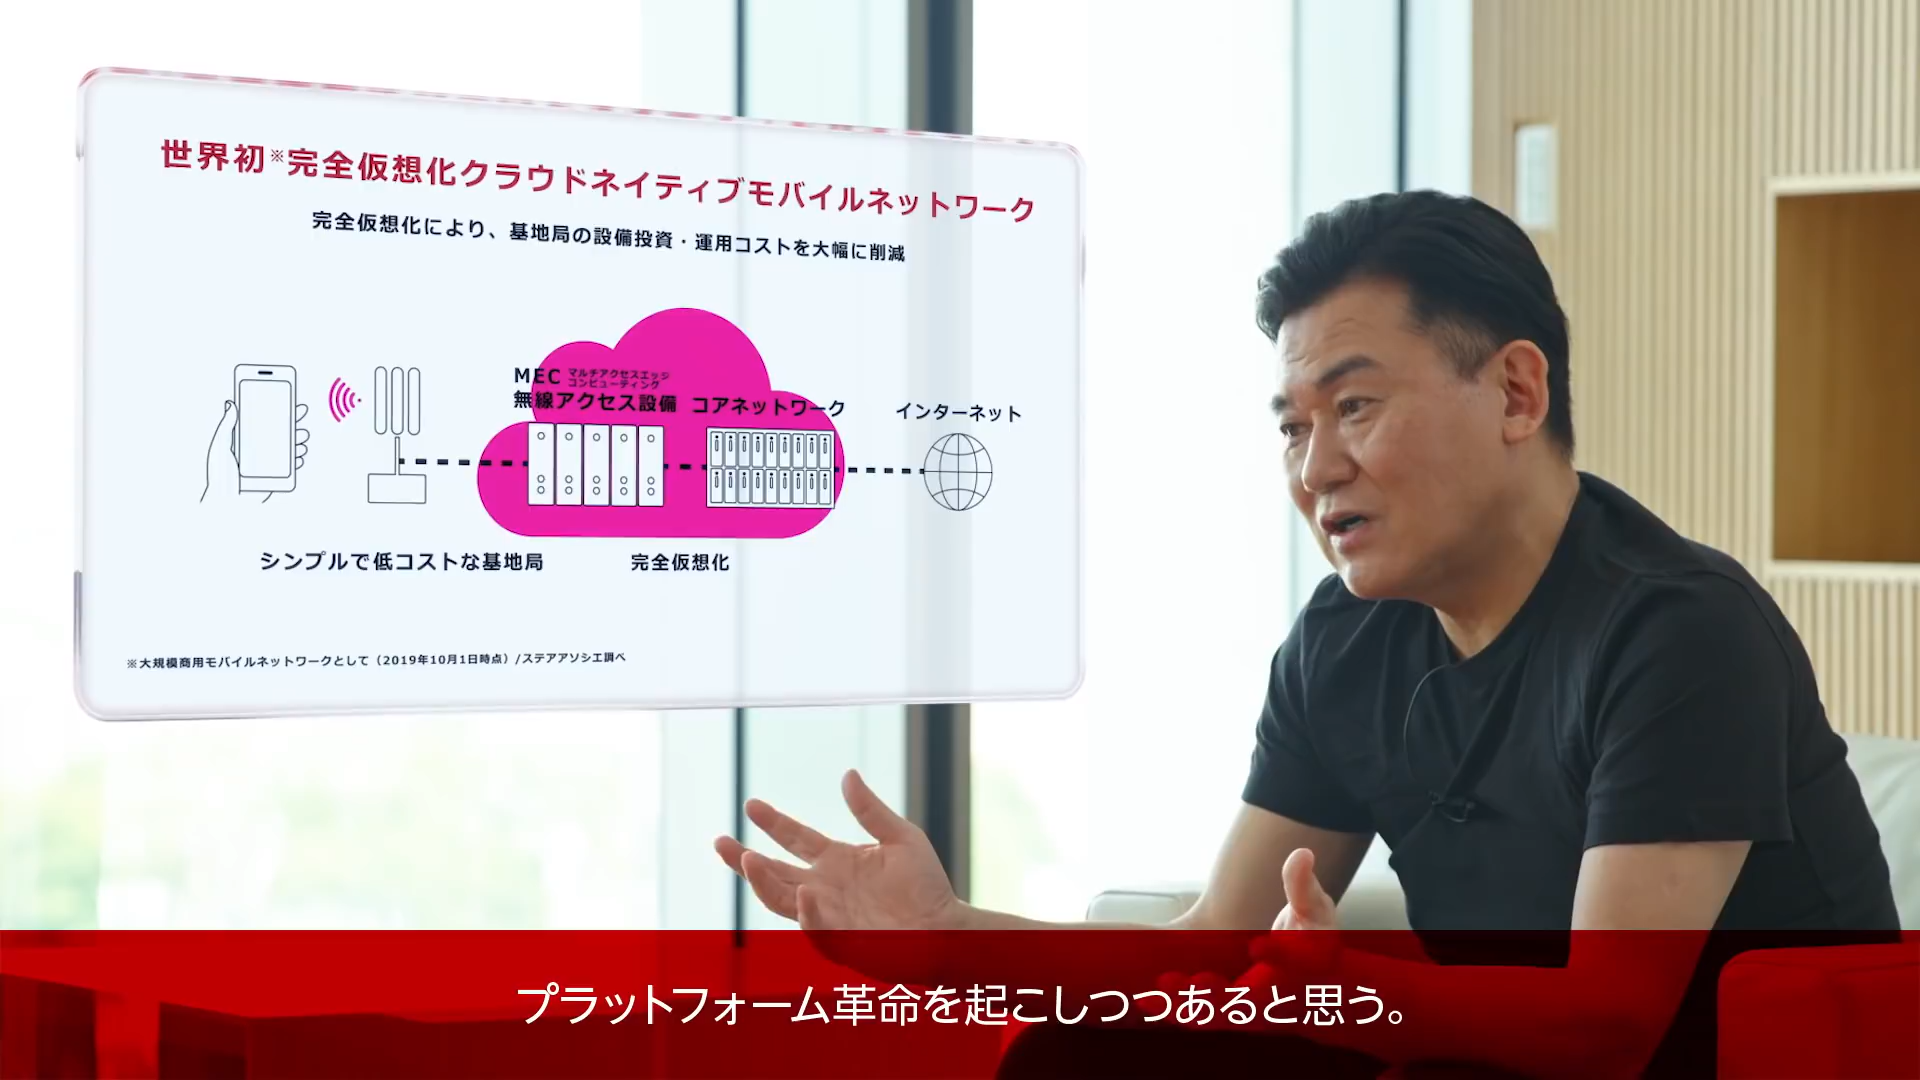 世界初※完全仮想化クラウドネイティブモバイルネットワーク
完全仮想化により、基地局の設備投資・運用コストを大幅に削減
MEC マルチアクセスエッジ
コンピューティング
無線アクセス設備
コアネットワーク
インターネット
シンプルで低コストな基地局
完全仮想化
※大規模商用モバイルネットワークとして（2019年10月1日時点）/ステアアソシエ調べ
プラットフォーム革命を起こしつつあると思う。